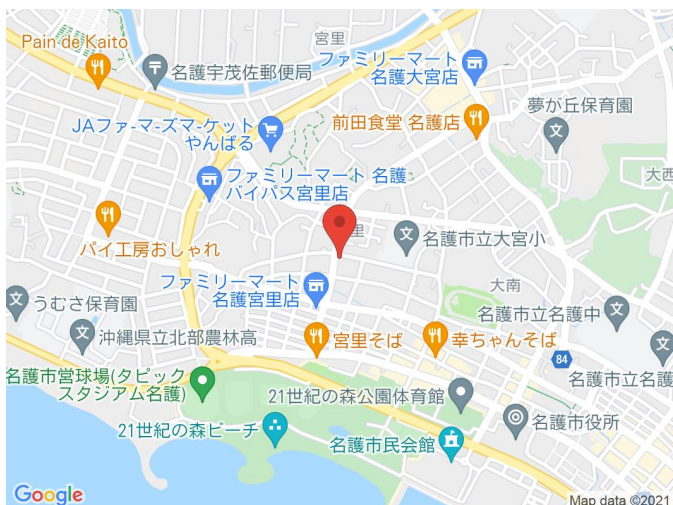 宮里
Pain de Kaito
名護宇茂佐郵便局
ファミリーマート
名護大宮店
夢が丘保育園
JAファ-マ-ズマ-ケット
やんばる
前田食堂 名護店
大西
ファミリーマート 名護
バイパス宮里店
里
名護市立大宮小
パイ工房おしゃれ
ファミリーマート
名護宮里店
大南
うむさ保育園
沖縄県立北部農林高
名護市立名護中
宮里そば
幸ちゃんそば
84
名護市営球場(タピック
スタジアム名護)
名護市立名護
21世紀の森公園体育館
21世紀の森ビーチ
名護市役所
名護市民会館
Google
Map data ©2021